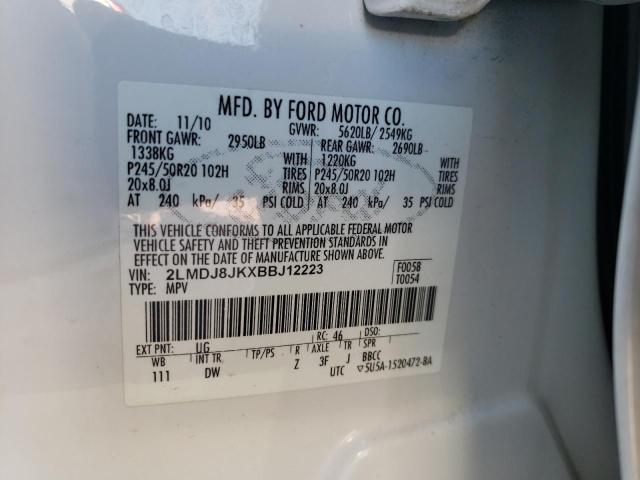 MFD. BY FORD MOTOR CO.
DATE: 11/10 GVWR: 5620LB/ 2549KG
FRONT GAWR: 2950LB REAR GAWR: 2690LB
1338KG WITH 1220KG WITH
P245/50R20 102H TIRES P245/50R20 102H TIRES
20x8.0J RIMS 20x8.0J RIMS
AT 240 kPa/ 35 PSI COLD AT 240 kPa/ 35 PSI COLD
THIS VEHICLE CONFORMS TO ALL APPLICABLE FEDERAL MOTOR
VEHICLE SAFETY AND THEFT PREVENTION STANDARDS IN
EFFECT ON THE DATE OF MANUFACTURE SHOWN ABOVE.
VIN: 2LMDJ8JKXBBJ12223 F0058
TYPE: MPV T0054
EXT PNT: UG RC: 46 DSO:
WB INT TR TP/PS R AXLE TR SPR
111 DW Z 3F J BBCC
UTC ▽5U5A-1520472-BA